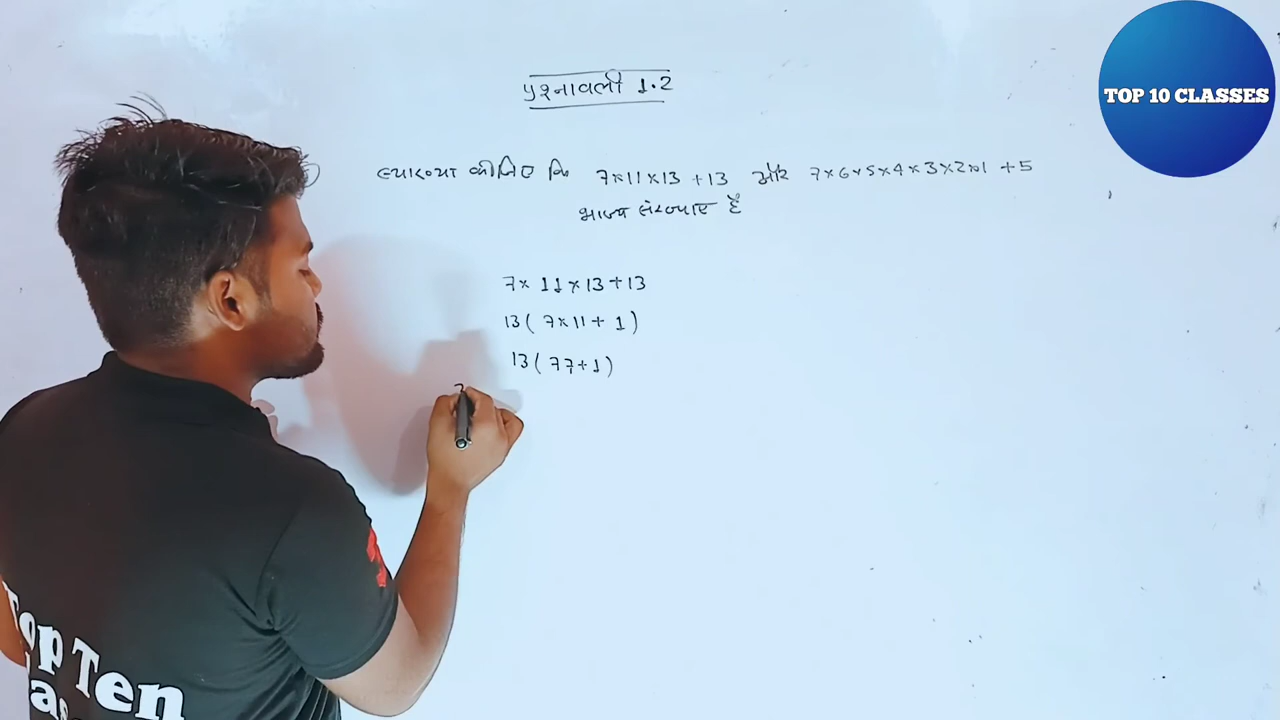 प्रश्नावली 1.2
TOP 10 CLASSES
व्याख्या कीजिए कि 7×11×13 +13 और 7×6×5×4×3×2×1 +5
भाज्य संख्याए है
7× 11×13+13
13( 7×11+ 1)
13( 77+1)
Top Ten